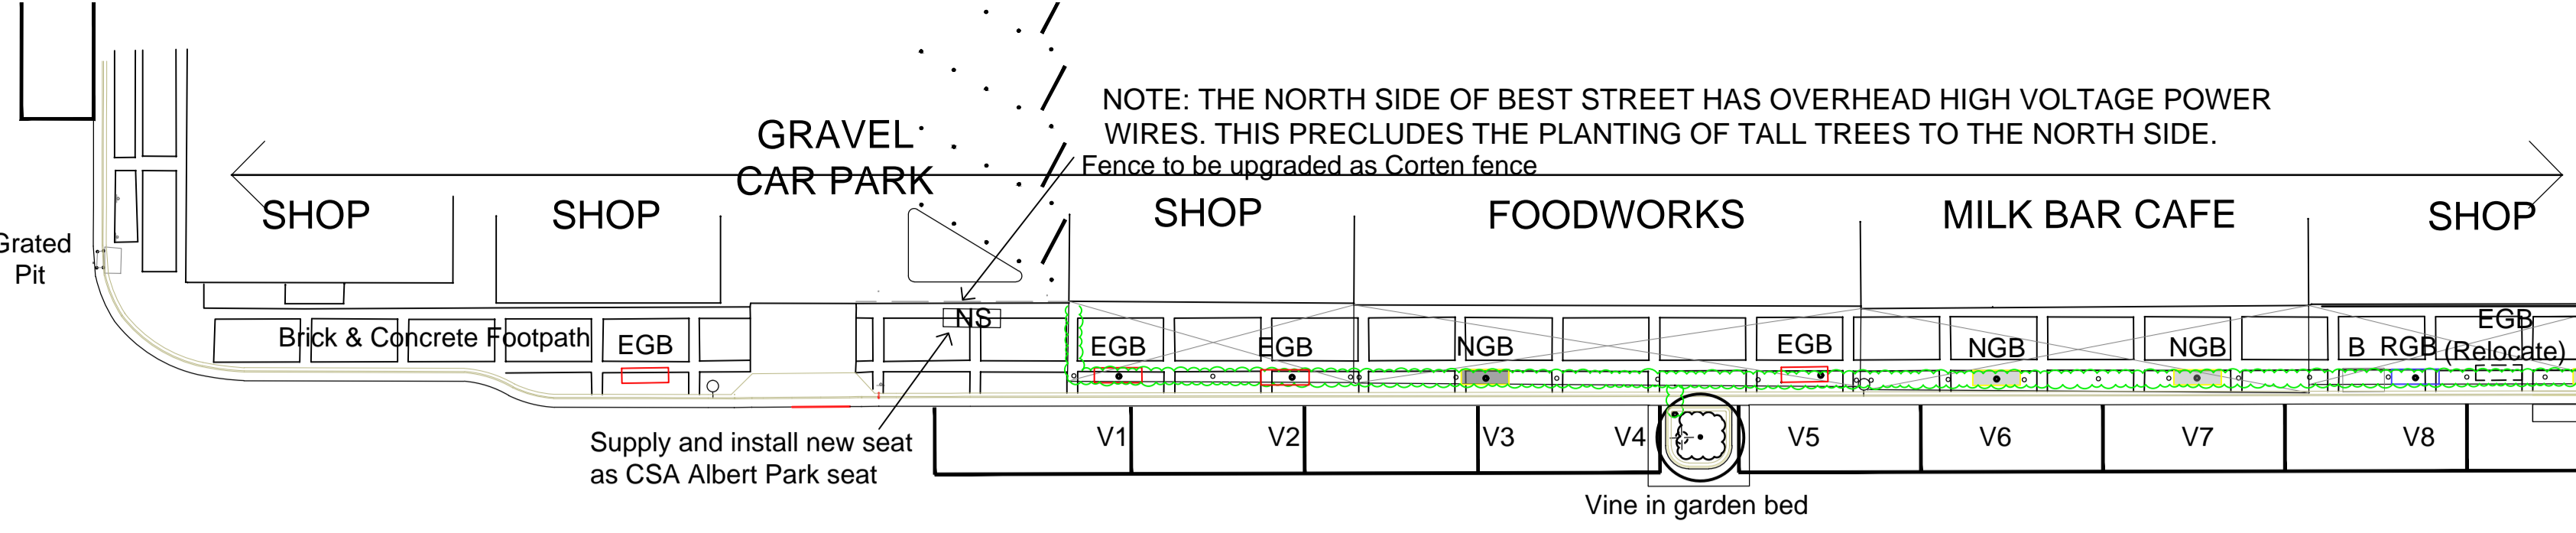 NOTE: THE NORTH SIDE OF BEST STREET HAS OVERHEAD HIGH VOLTAGE POWER
WIRES. THIS PRECLUDES THE PLANTING OF TALL TREES TO THE NORTH SIDE.
GRAVEL
CAR PARK
Fence to be upgraded as Corten fence
SHOP
SHOP
SHOP
FOODWORKS
MILK BAR CAFE
SHOP
Grated
Pit
Brick & Concrete Footpath
EGB
NS
EGB
EGB
NGB
EGB
NGB
NGB
B
RGB
EGB
(Relocate)
Supply and install new seat
as CSA Albert Park seat
V1
V2
V3
V4
V5
V6
V7
V8
Vine in garden bed